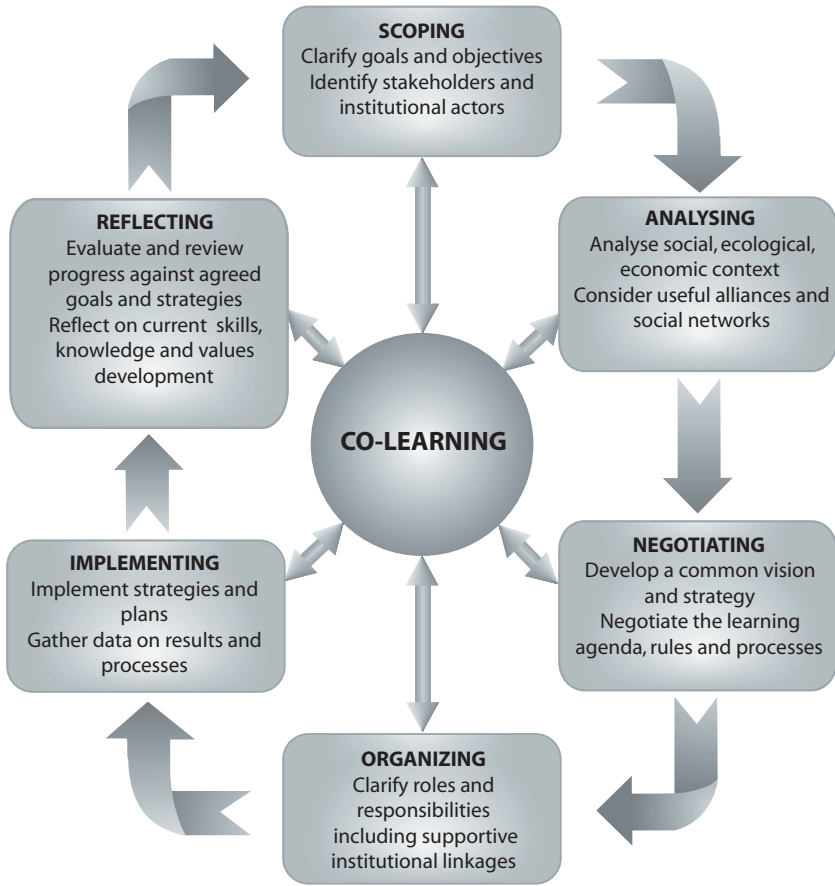 SCOPING
Clarify goals and objectives
Identify stakeholders and
institutional actors
ANALYSING
Analyse social, ecological,
economic context
Consider useful alliances and
social networks
NEGOTIATING
Develop a common vision
and strategy
Negotiate the learning
agenda, rules and processes
ORGANIZING
Clarify roles and
responsibilities
including supportive
institutional linkages
IMPLEMENTING
Implement strategies and
plans
Gather data on results and
processes
REFLECTING
Evaluate and review
progress against agreed
goals and strategies
Reflect on current skills,
knowledge and values
development
CO-LEARNING